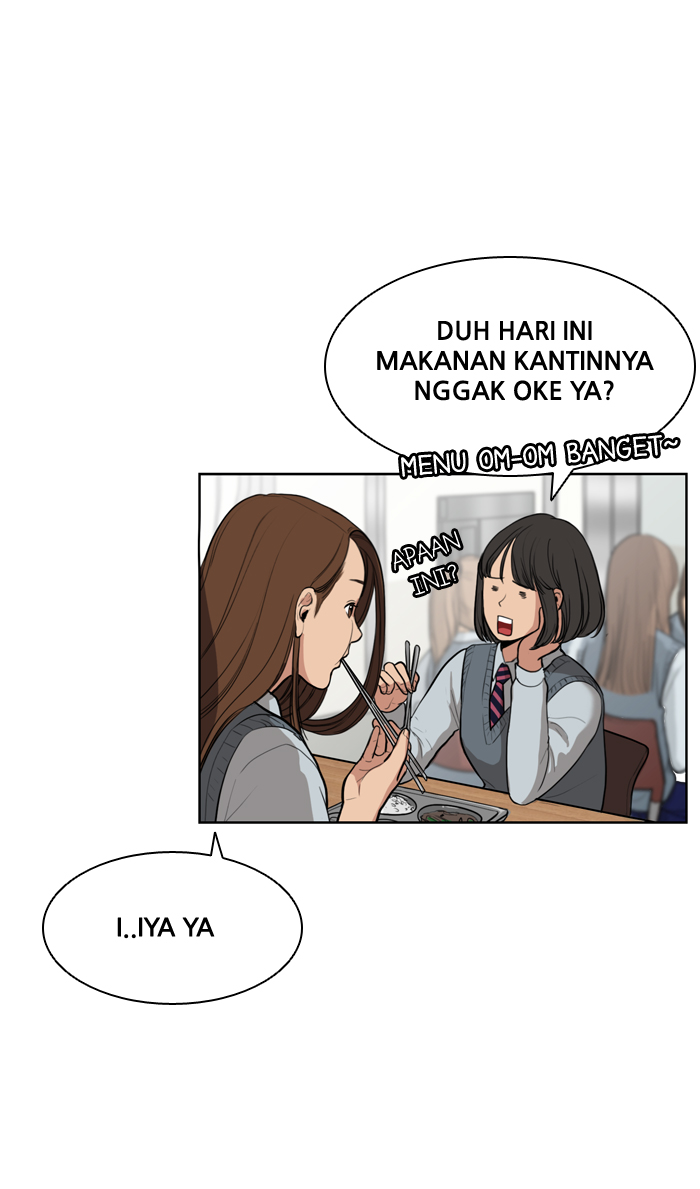 DUH HARI INI
MAKANAN KANTINNYA
NGGAK OKE YA?
MENU OM-OM BANGET~
APAAN
INI?
I..IYA YA